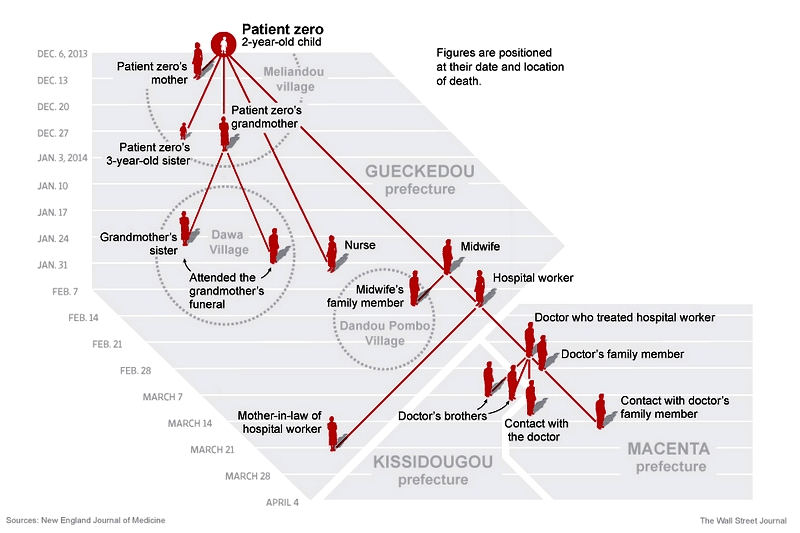 Patient zero
2-year-old child
Figures are positioned
at their date and location
of death.
DEC. 6, 2013
DEC. 13
DEC. 20
DEC. 27
JAN. 3, 2014
JAN. 10
JAN. 17
JAN. 24
JAN. 31
FEB. 7
FEB. 14
FEB. 21
FEB. 28
MARCH 7
MARCH 14
MARCH 21
MARCH 28
APRIL 4
Patient zero's
mother
Meliandou
village
Patient zero's
grandmother
Patient zero's
3-year-old sister
GUECKEDOU
prefecture
Grandmother's
sister
Dawa
Village
Nurse
Midwife
Attended the
grandmother's
funeral
Midwife's
family member
Hospital worker
Dandou Pombo
Village
Doctor who treated hospital worker
Doctor's family member
Doctor's brothers
Contact with
the doctor
Contact with doctor's
family member
Mother-in-law of
hospital worker
KISSIDOUGOU
prefecture
MACENTA
prefecture
Sources: New England Journal of Medicine
The Wall Street Journal